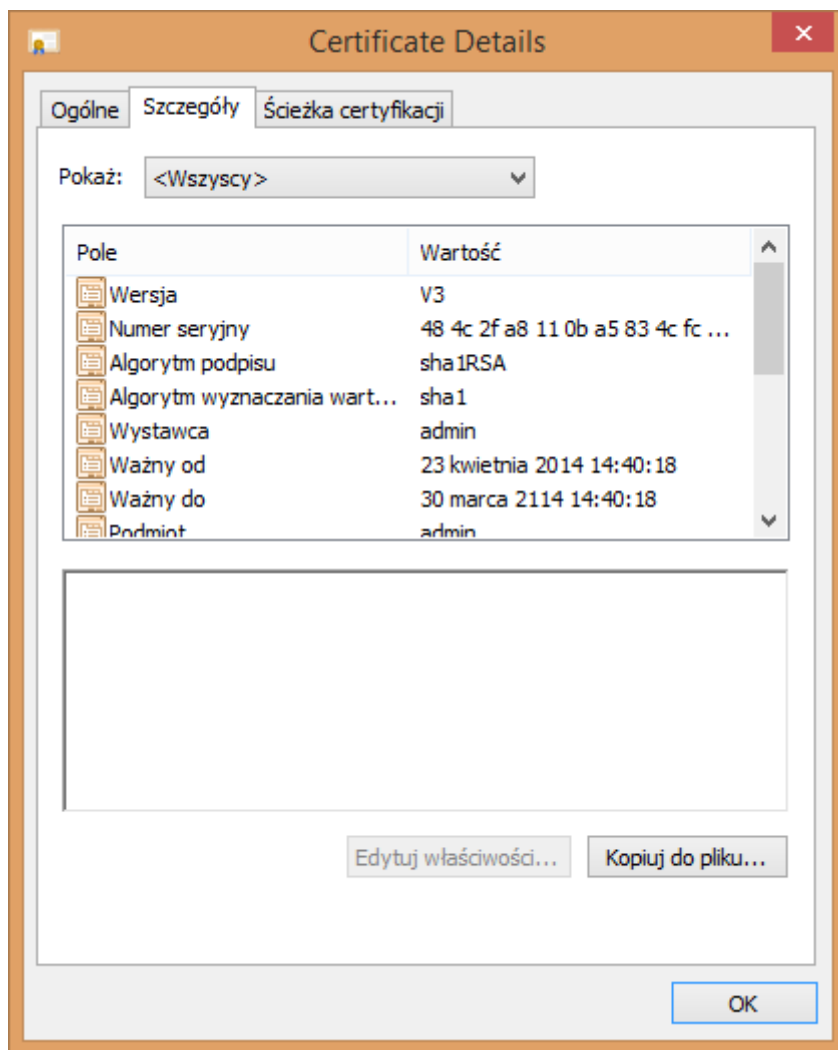 Certificate Details
Ogólne Szczegóły Ścieżka certyfikacji
Pokaż: <Wszyscy>
Pole Wartość
Wersja V3
Numer seryjny 48 4c 2f a8 11 0b a5 83 4c fc ...
Algorytm podpisu sha1RSA
Algorytm wyznaczania wart... sha1
Wystawca admin
Ważny od 23 kwietnia 2014 14:40:18
Ważny do 30 marca 2114 14:40:18
Podmiot admin
Edytuj właściwości... Kopiuj do pliku...
OK